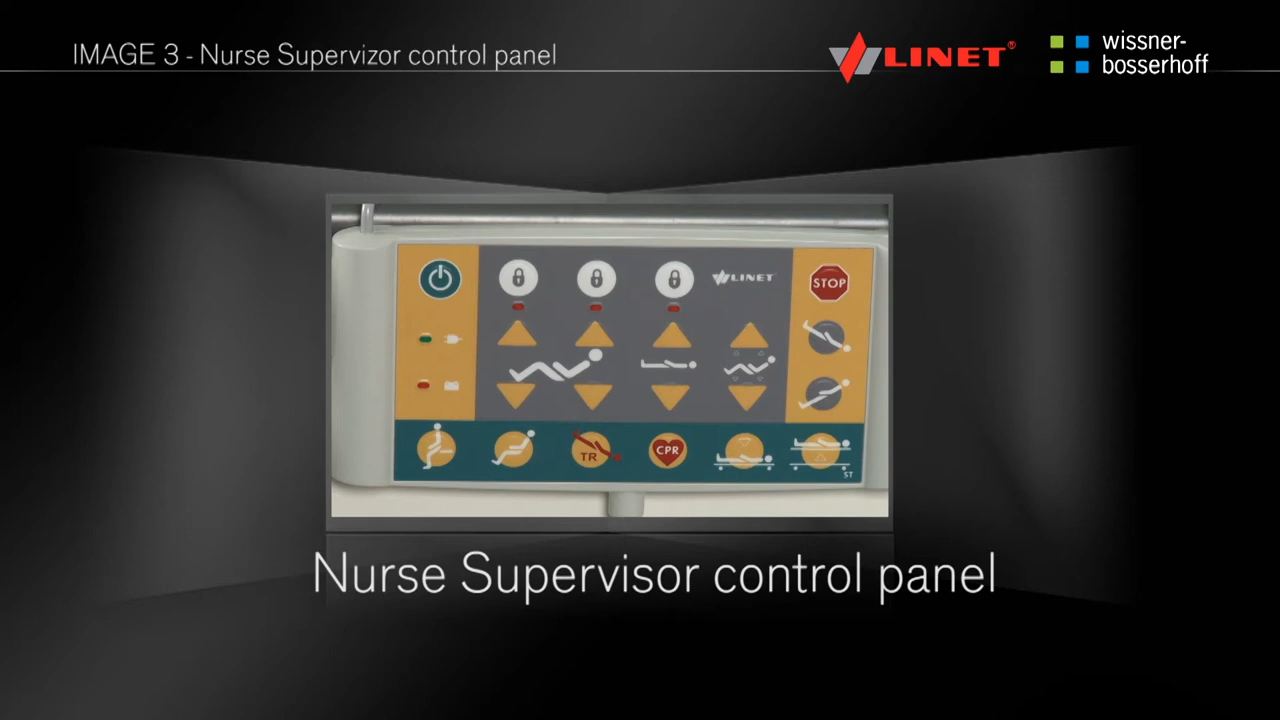 IMAGE 3 - Nurse Supervizor control panel
LINET®
wissner-
bosserhoff
LINET
STOP
TR
CPR
ST
Nurse Supervisor control panel